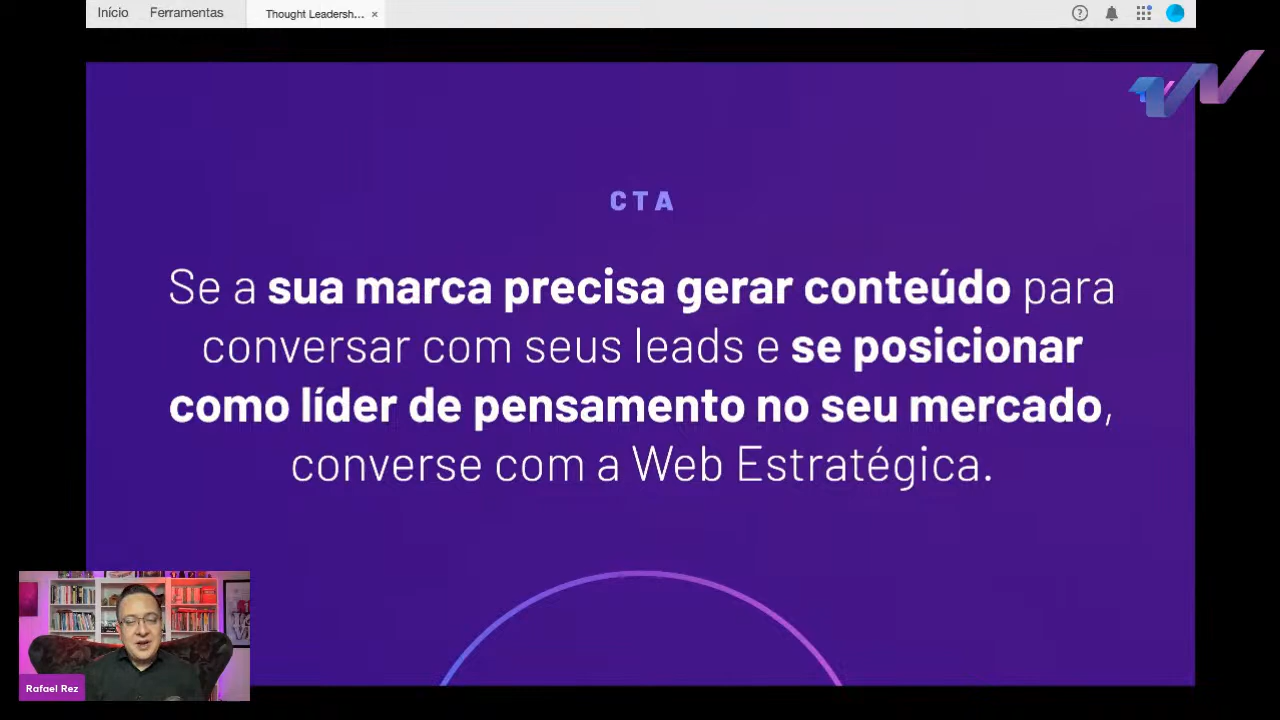 Início Ferramentas Thought Leadersh... ×
CTA
Se a sua marca precisa gerar conteúdo para
conversar com seus leads e se posicionar
como líder de pensamento no seu mercado,
converse com a Web Estratégica.
Rafael Rez